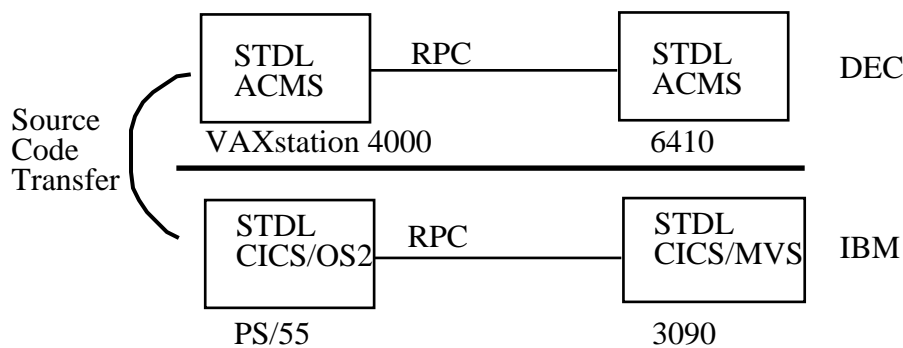 STDL
ACMS
RPC
STDL
ACMS
DEC
Source
Code
Transfer
VAXstation 4000
6410
STDL
CICS/OS2
RPC
STDL
CICS/MVS
IBM
PS/55
3090